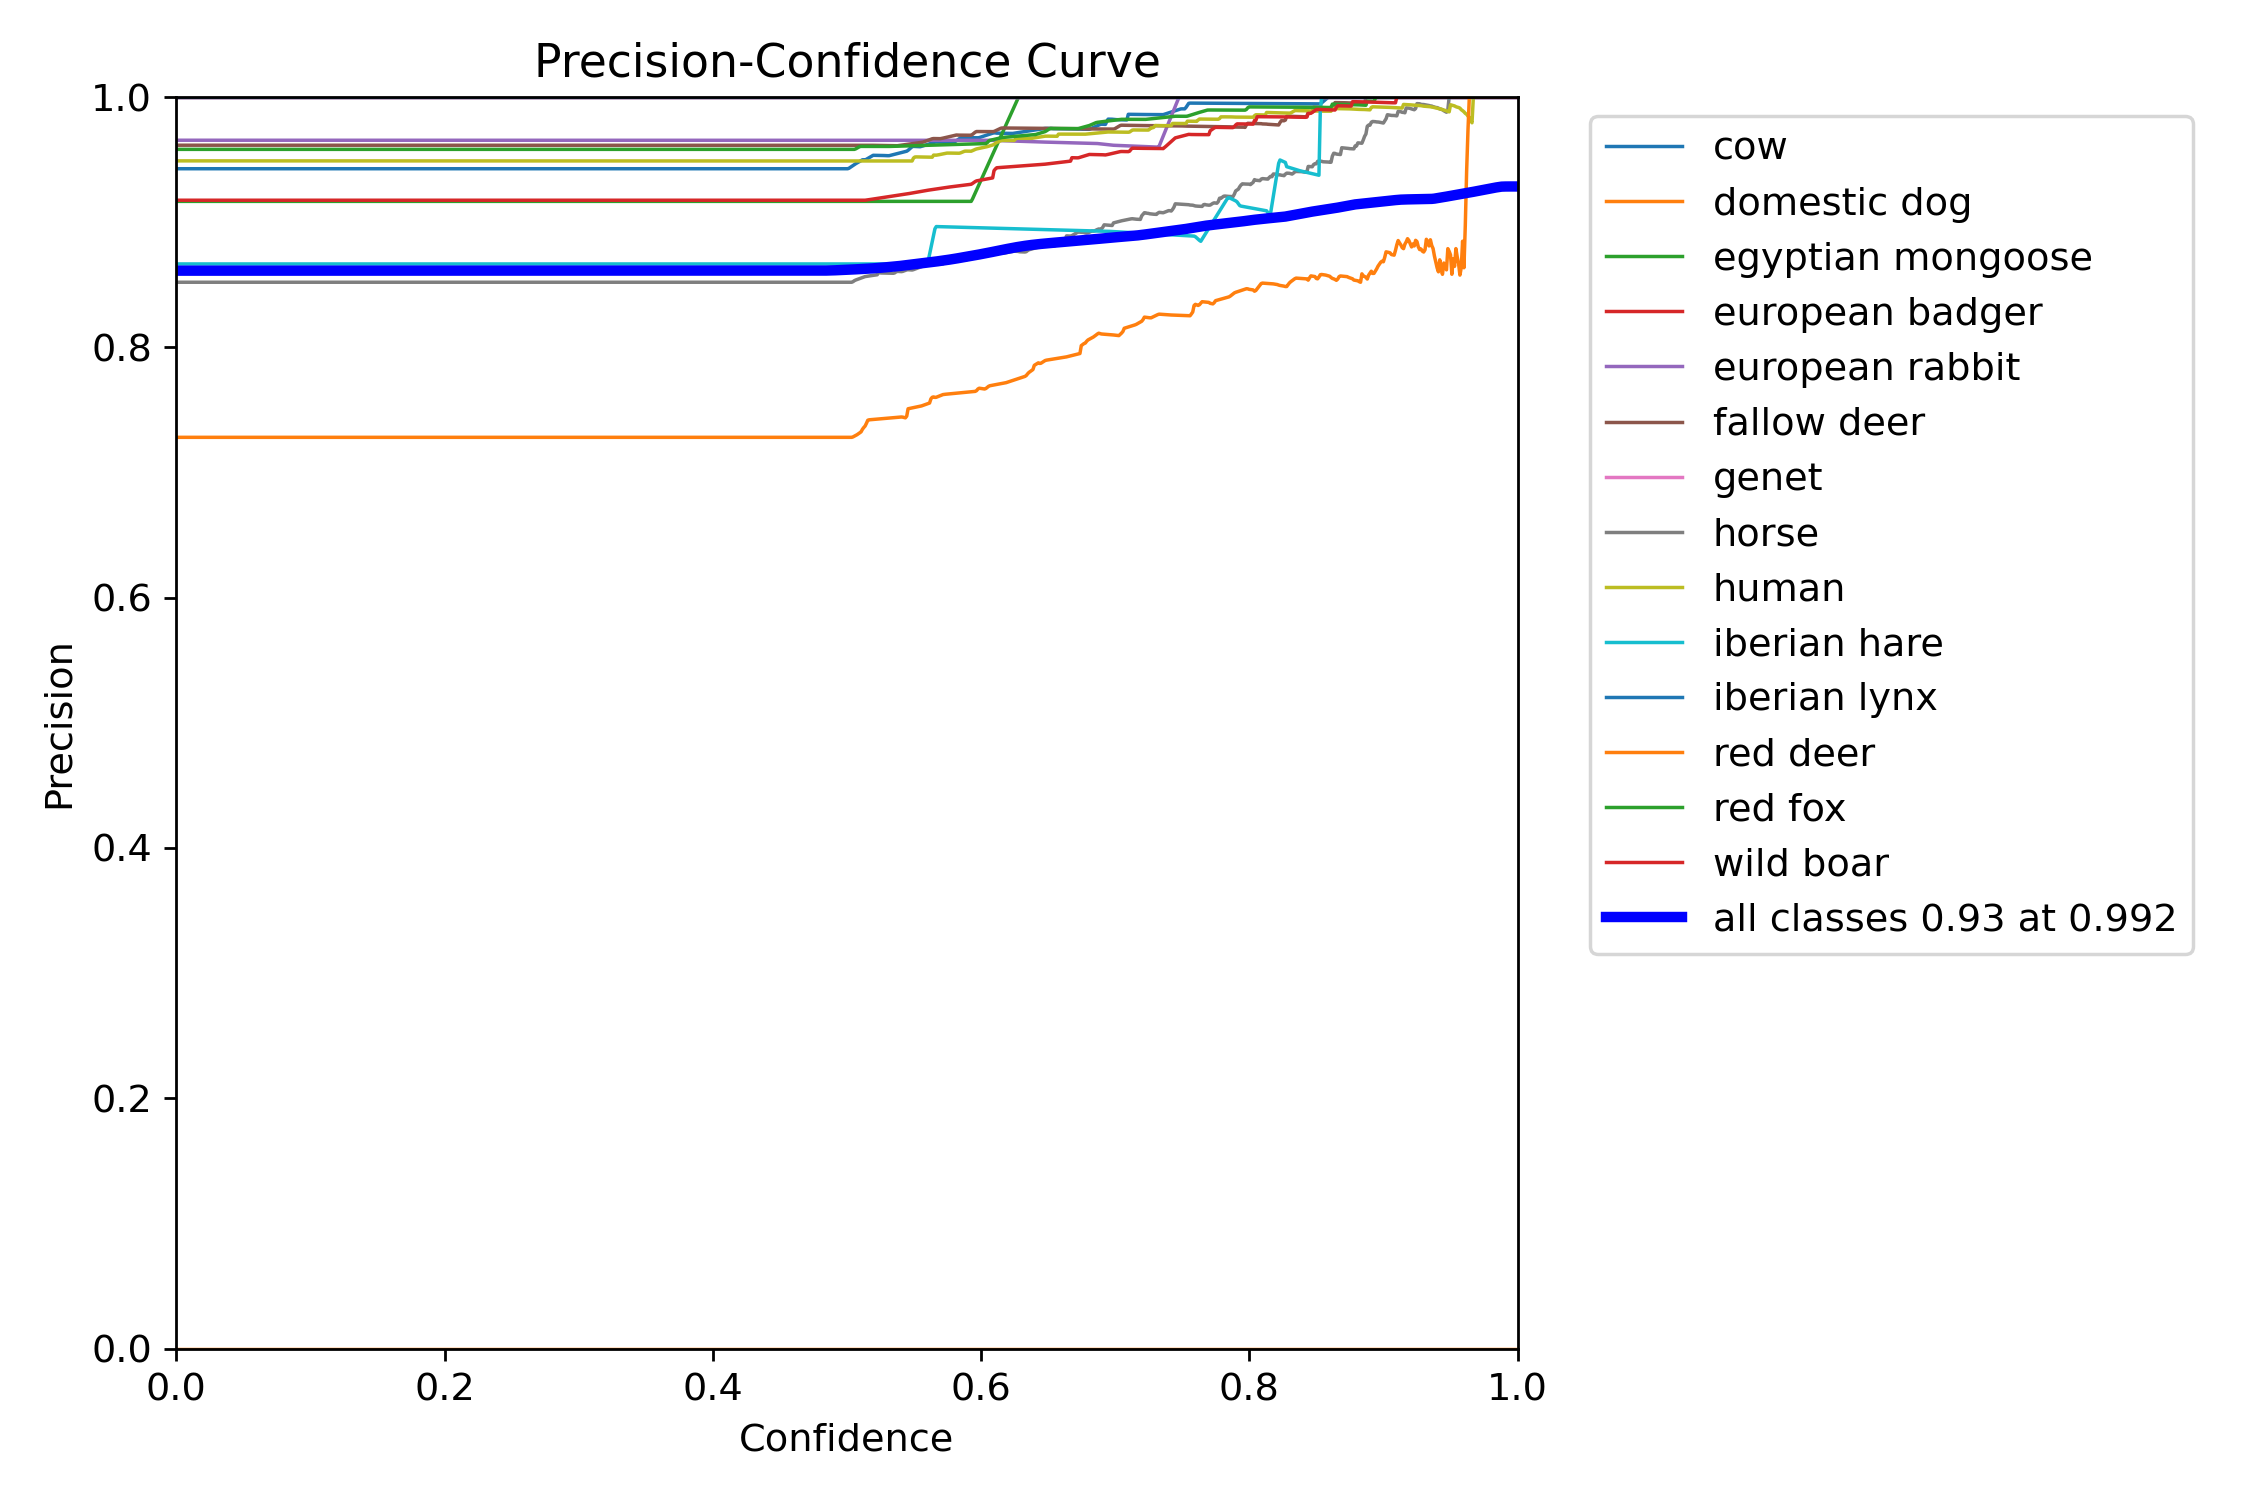 Precision-Confidence Curve
1.0
0.8
0.6
0.4
0.2
0.0
Precision
0.0 0.2 0.4 0.6 0.8 1.0
Confidence
cow
domestic dog
egyptian mongoose
european badger
european rabbit
fallow deer
genet
horse
human
iberian hare
iberian lynx
red deer
red fox
wild boar
all classes 0.93 at 0.992